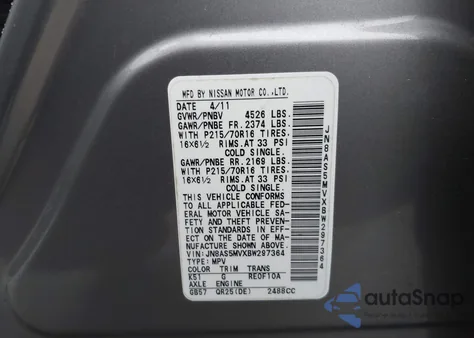 MFD BY NISSAN MOTOR CO.,LTD.
DATE 4/11
GVWR/PNBV 4526 LBS.
GAWR/PNBE FR. 2374 LBS.
WITH P215/70R16 TIRES.
16X6½ RIMS.AT 33 PSI
COLD SINGLE.
GAWR/PNBE RR. 2169 LBS.
WITH P215/70R16 TIRES.
16X6½ RIMS.AT 33 PSI
COLD SINGLE.
THIS VEHICLE CONFORMS
TO ALL APPLICABLE FED-
ERAL MOTOR VEHICLE SA-
FETY AND THEFT PREVEN-
TION STANDARDS IN EFF-
ECT ON THE DATE OF MA-
NUFACTURE SHOWN ABOVE.
VIN:JN8AS5MVXBW297364
TYPE: MPV
COLOR TRIM TRANS
K51 G RE0F10A
AXLE ENGINE
GB57 QR25(DE) 2488CC
JN8AS5MVXBW297364
autoSnap
www.autosnap.com